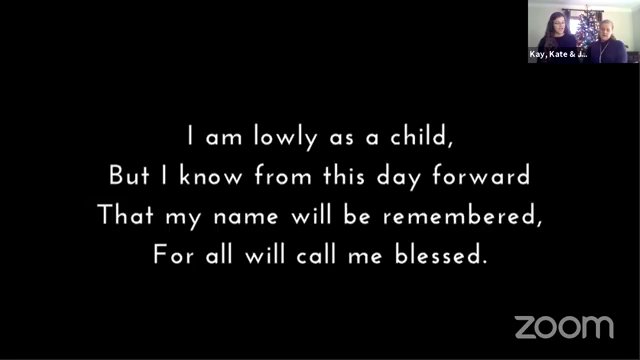 Kay, Kate & J...
I am lowly as a child,
But I know from this day forward
That my name will be remembered,
For all will call me blessed.
zoom